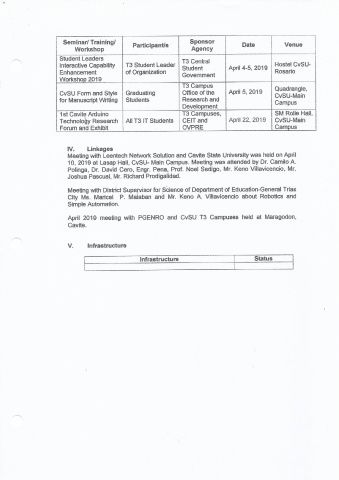 Seminar/ Training/ Workshop | Participant/s | Sponsor Agency | Date | Venue
Student Leaders Interactive Capability Enhancement Workshop 2019 | T3 Student Leader of Organization | T3 Central Student Government | April 4-5, 2019 | Hostel CvSU-Rosario
CvSU Form and Style for Manuscript Writing | Graduating Students | T3 Campus Office of the Research and Development | April 5, 2019 | Quadrangle, CvSU-Main Campus
1st Cavite Arduino Technology Research Forum and Exhibit | All T3 IT Students | T3 Campuses, CEIT and OVPRE | April 22, 2019 | SM Rolle Hall, CvSU-Main Campus
IV. Linkages
Meeting with Leentech Network Solution and Cavite State University was held on April
10, 2019 at Lasap Hall, CvSU- Main Campus. Meeting was attended by Dr. Camilo A.
Polinga, Dr. David Cero, Engr. Pena, Prof. Noel Sedigo, Mr. Keno Villavicencio, Mr.
Joshua Pascual, Mr. Richard Prodigalidad.
Meeting with District Supervisor for Science of Department of Education-General Trias
City Ms. Maricel P. Malaban and Mr. Keno A. Villavicencio about Robotics and
Simple Automation.
April 2019 meeting with PGENRO and CvSU T3 Campuses held at Maragodon,
Cavite.
V. Infrastructure
Infrastructure | Status